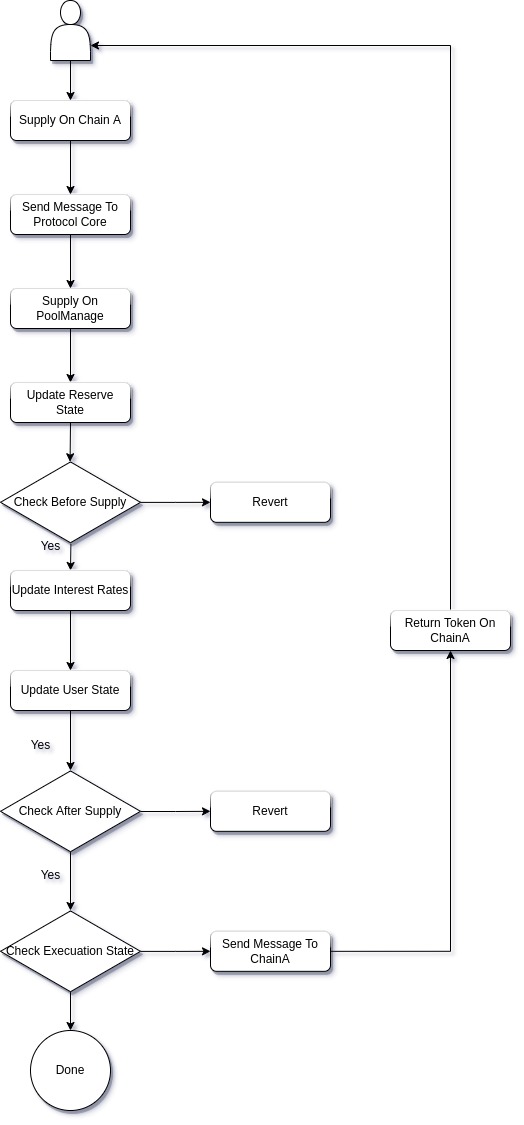 Supply On Chain A
Send Message To
Protocol Core
Supply On
PoolManage
Update Reserve
State
Check Before Supply
Revert
Yes
Update Interest Rates
Return Token On
ChainA
Update User State
Yes
Check After Supply
Revert
Yes
Check Execuation State
Send Message To
ChainA
Done